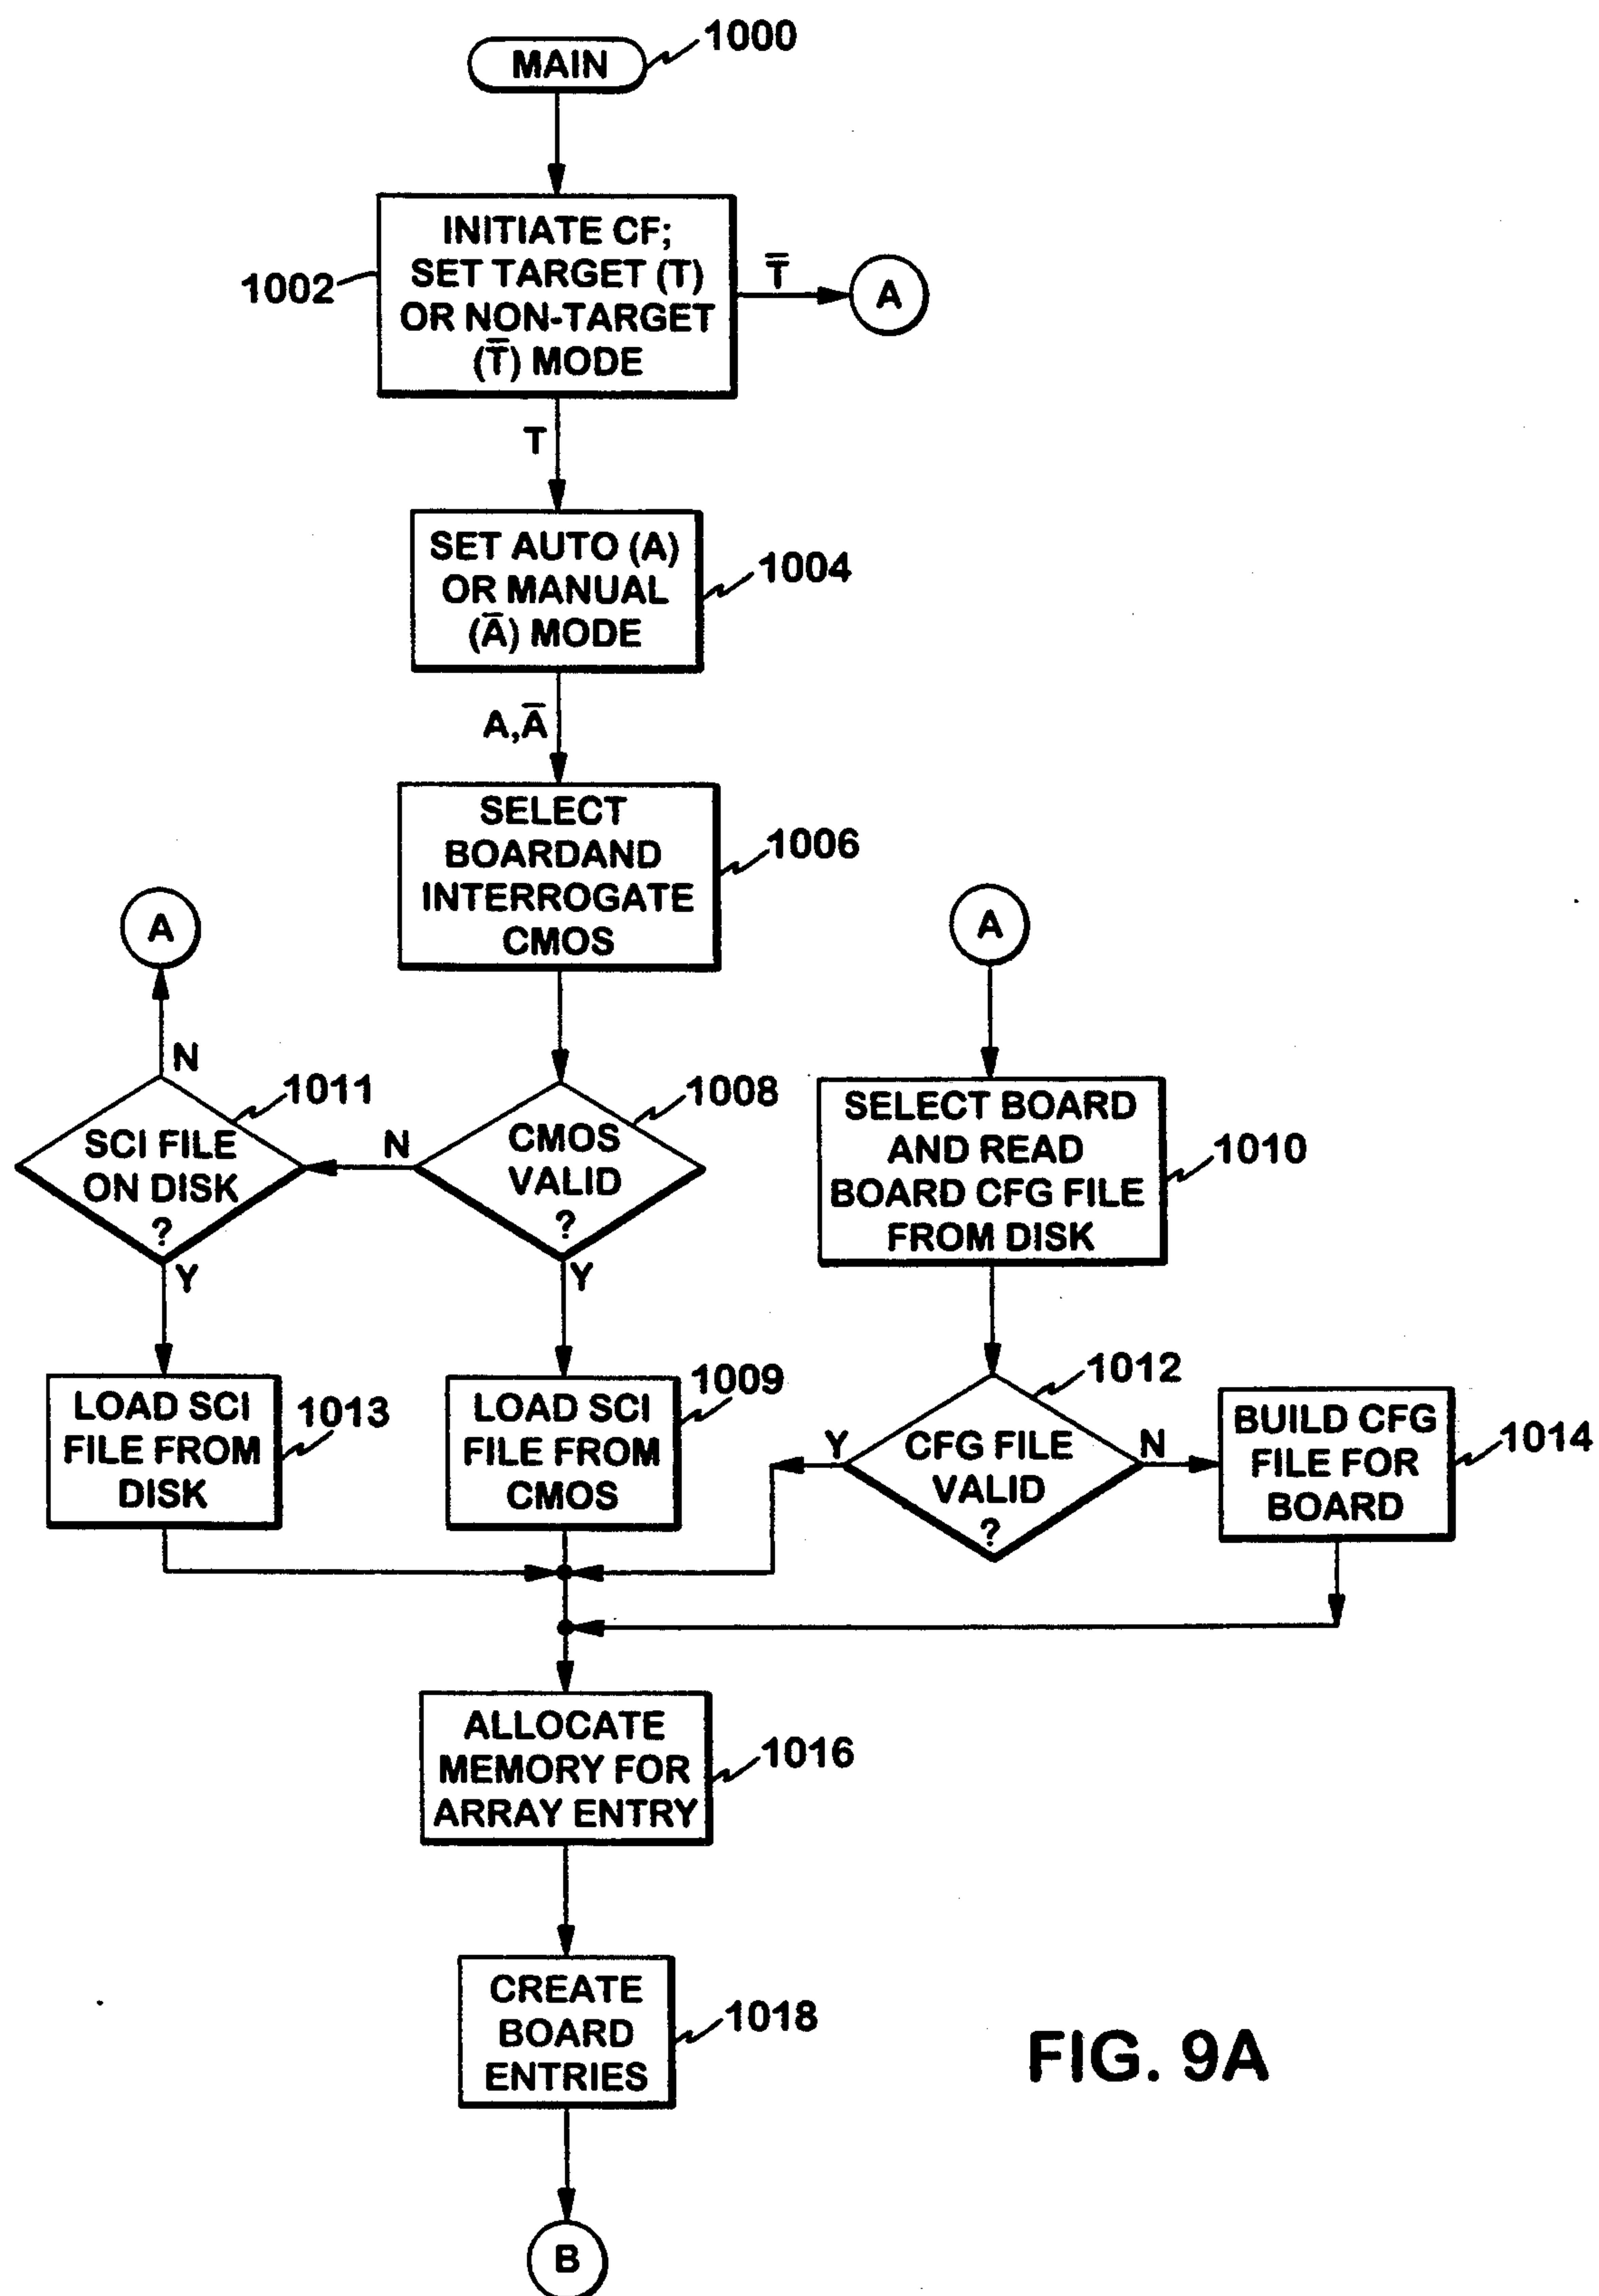 MAIN
1000
INITIATE CF;
SET TARGET (T)
OR NON-TARGET
(T̅) MODE
1002
T̅
A
T
SET AUTO (A)
OR MANUAL
(A̅) MODE
1004
A,A̅
SELECT
BOARDAND
INTERROGATE
CMOS
1006
A
A
N
SCI FILE
ON DISK
?
1011
N
CMOS
VALID
?
1008
SELECT BOARD
AND READ
BOARD CFG FILE
FROM DISK
1010
Y
Y
LOAD SCI
FILE FROM
DISK
1013
LOAD SCI
FILE FROM
CMOS
1009
Y
CFG FILE
VALID
?
1012
N
BUILD CFG
FILE FOR
BOARD
1014
ALLOCATE
MEMORY FOR
ARRAY ENTRY
1016
CREATE
BOARD
ENTRIES
1018
FIG. 9A
B